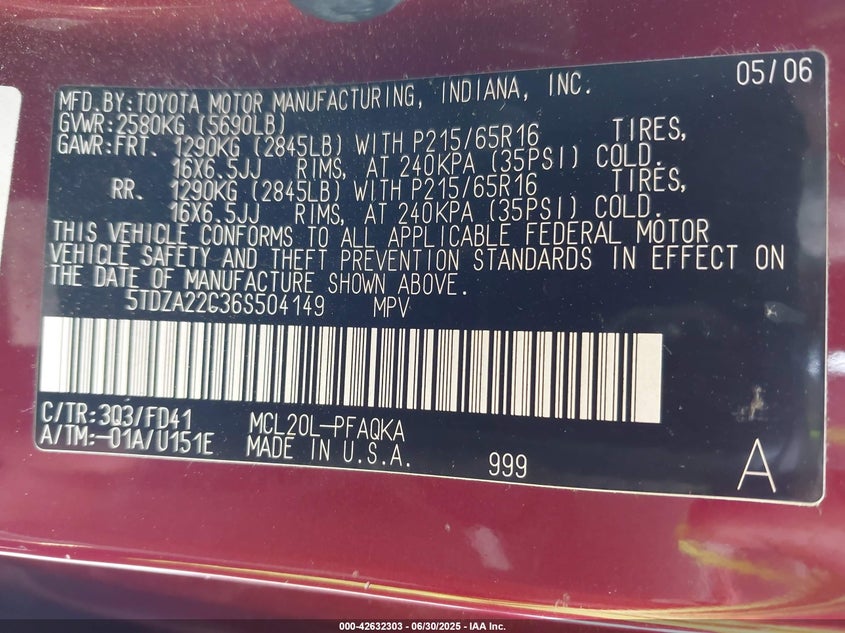 05/06
MFD.BY:TOYOTA MOTOR MANUFACTURING, INDIANA, INC.
GVWR:2580KG (5690LB)
GAWR:FRT. 1290KG (2845LB) WITH P215/65R16 TIRES,
16X6.5JJ RIMS, AT 240KPA (35PSI) COLD.
RR. 1290KG (2845LB) WITH P215/65R16 TIRES,
16X6.5JJ RIMS, AT 240KPA (35PSI) COLD.
THIS VEHICLE CONFORMS TO ALL APPLICABLE FEDERAL MOTOR
VEHICLE SAFETY AND THEFT PREVENTION STANDARDS IN EFFECT ON
THE DATE OF MANUFACTURE SHOWN ABOVE.
5TDZA22C36S504149 MPV
C/TR:3Q3/FD41 MCL20L-PFAQKA
A/TM:-01A/U151E MADE IN U.S.A. 999 A
000-42632303 - 06/30/2025 - IAA Inc.